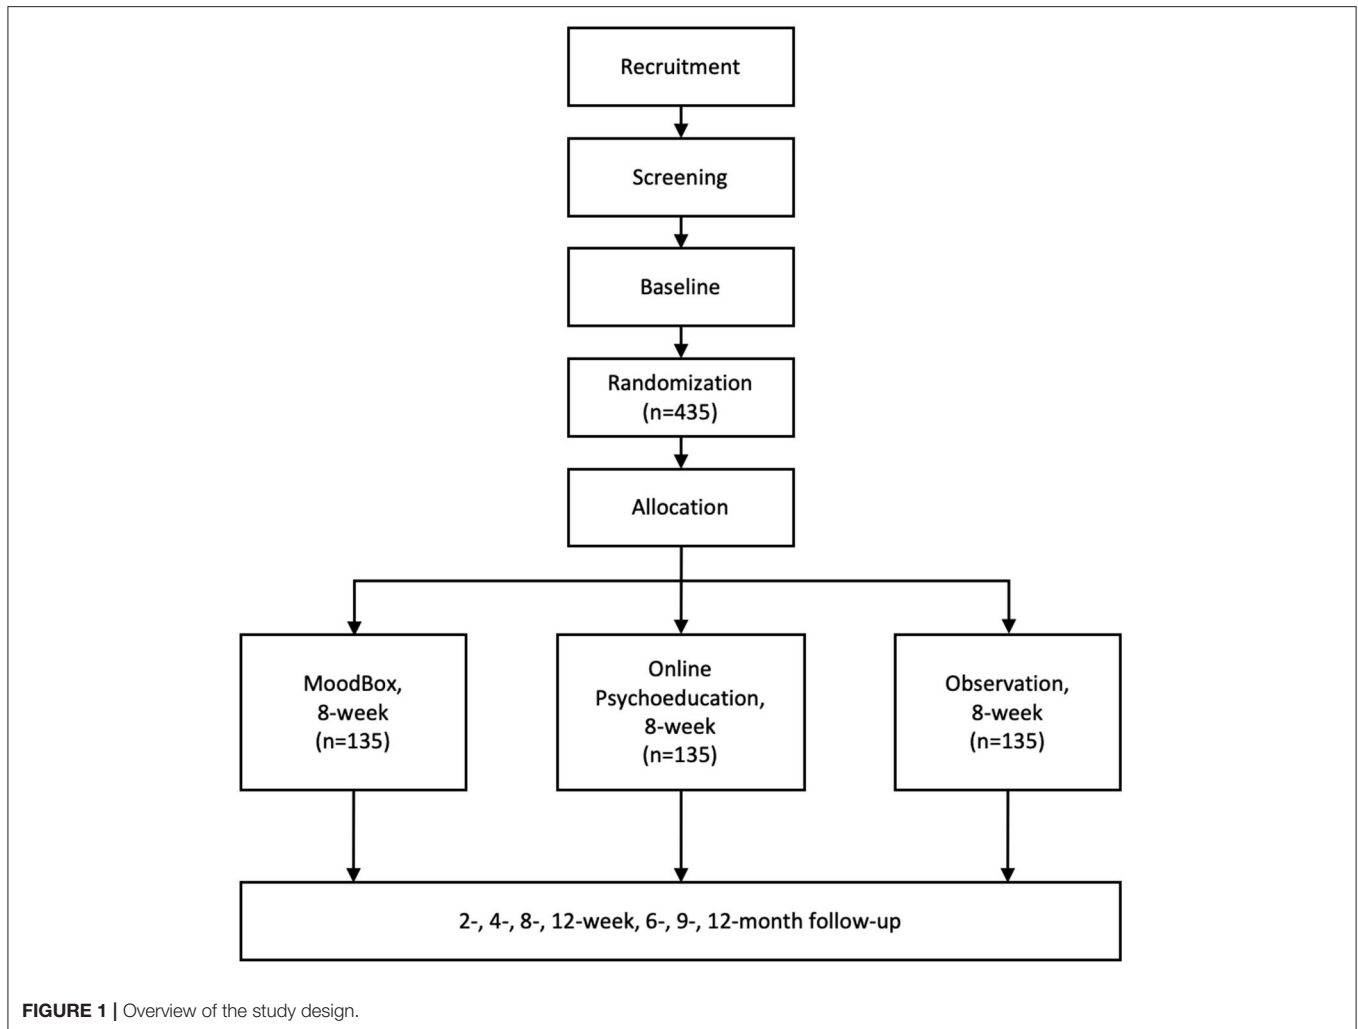 Recruitment
Screening
Baseline
Randomization
(n=435)
Allocation
MoodBox,
8-week
(n=135)
Online
Psychoeducation,
8-week
(n=135)
Observation,
8-week
(n=135)
2-, 4-, 8-, 12-week, 6-, 9-, 12-month follow-up
FIGURE 1 | Overview of the study design.